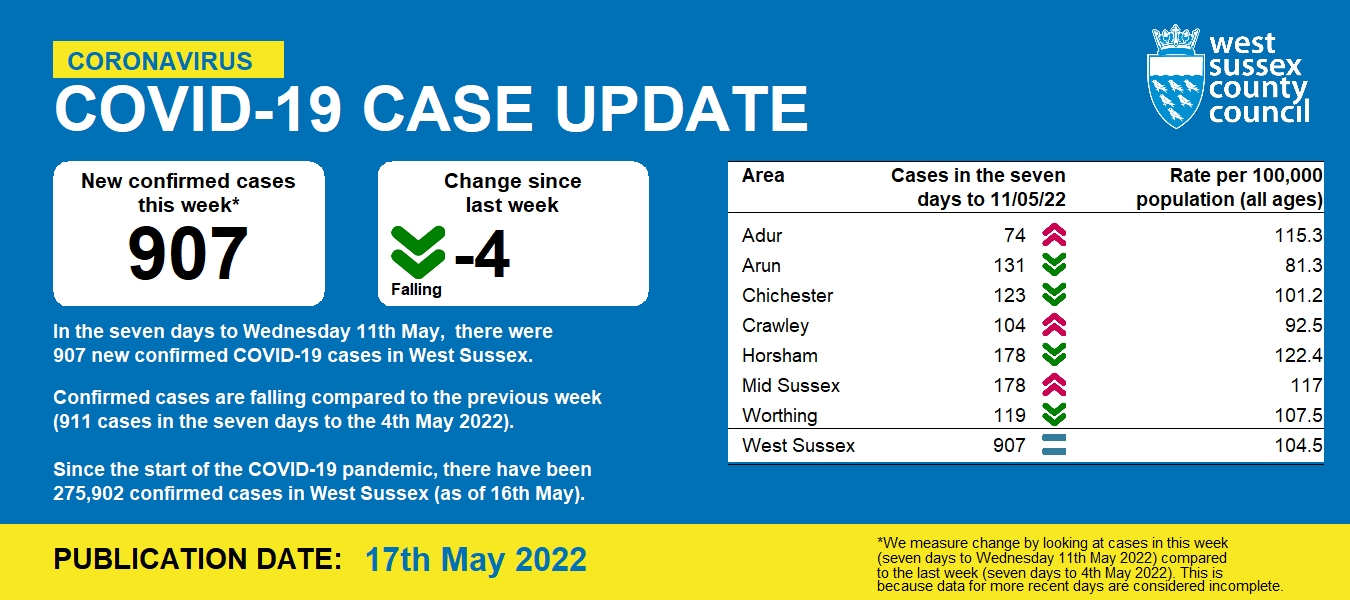 CORONAVIRUS
COVID-19 CASE UPDATE
west
sussex
county
council
New confirmed cases
this week*
907
Change since
last week
-4
Falling
In the seven days to Wednesday 11th May,  there were
907 new confirmed COVID-19 cases in West Sussex.
Confirmed cases are falling compared to the previous week
(911 cases in the seven days to the 4th May 2022).
Since the start of the COVID-19 pandemic, there have been
275,902 confirmed cases in West Sussex (as of 16th May).
Area Cases in the seven Rate per 100,000
days to 11/05/22 population (all ages)
Adur 74 115.3
Arun 131 81.3
Chichester 123 101.2
Crawley 104 92.5
Horsham 178 122.4
Mid Sussex 178 117
Worthing 119 107.5
West Sussex 907 104.5
PUBLICATION DATE: 17th May 2022
*We measure change by looking at cases in this week
(seven days to Wednesday 11th May 2022) compared
to the last week (seven days to 4th May 2022). This is
because data for more recent days are considered incomplete.